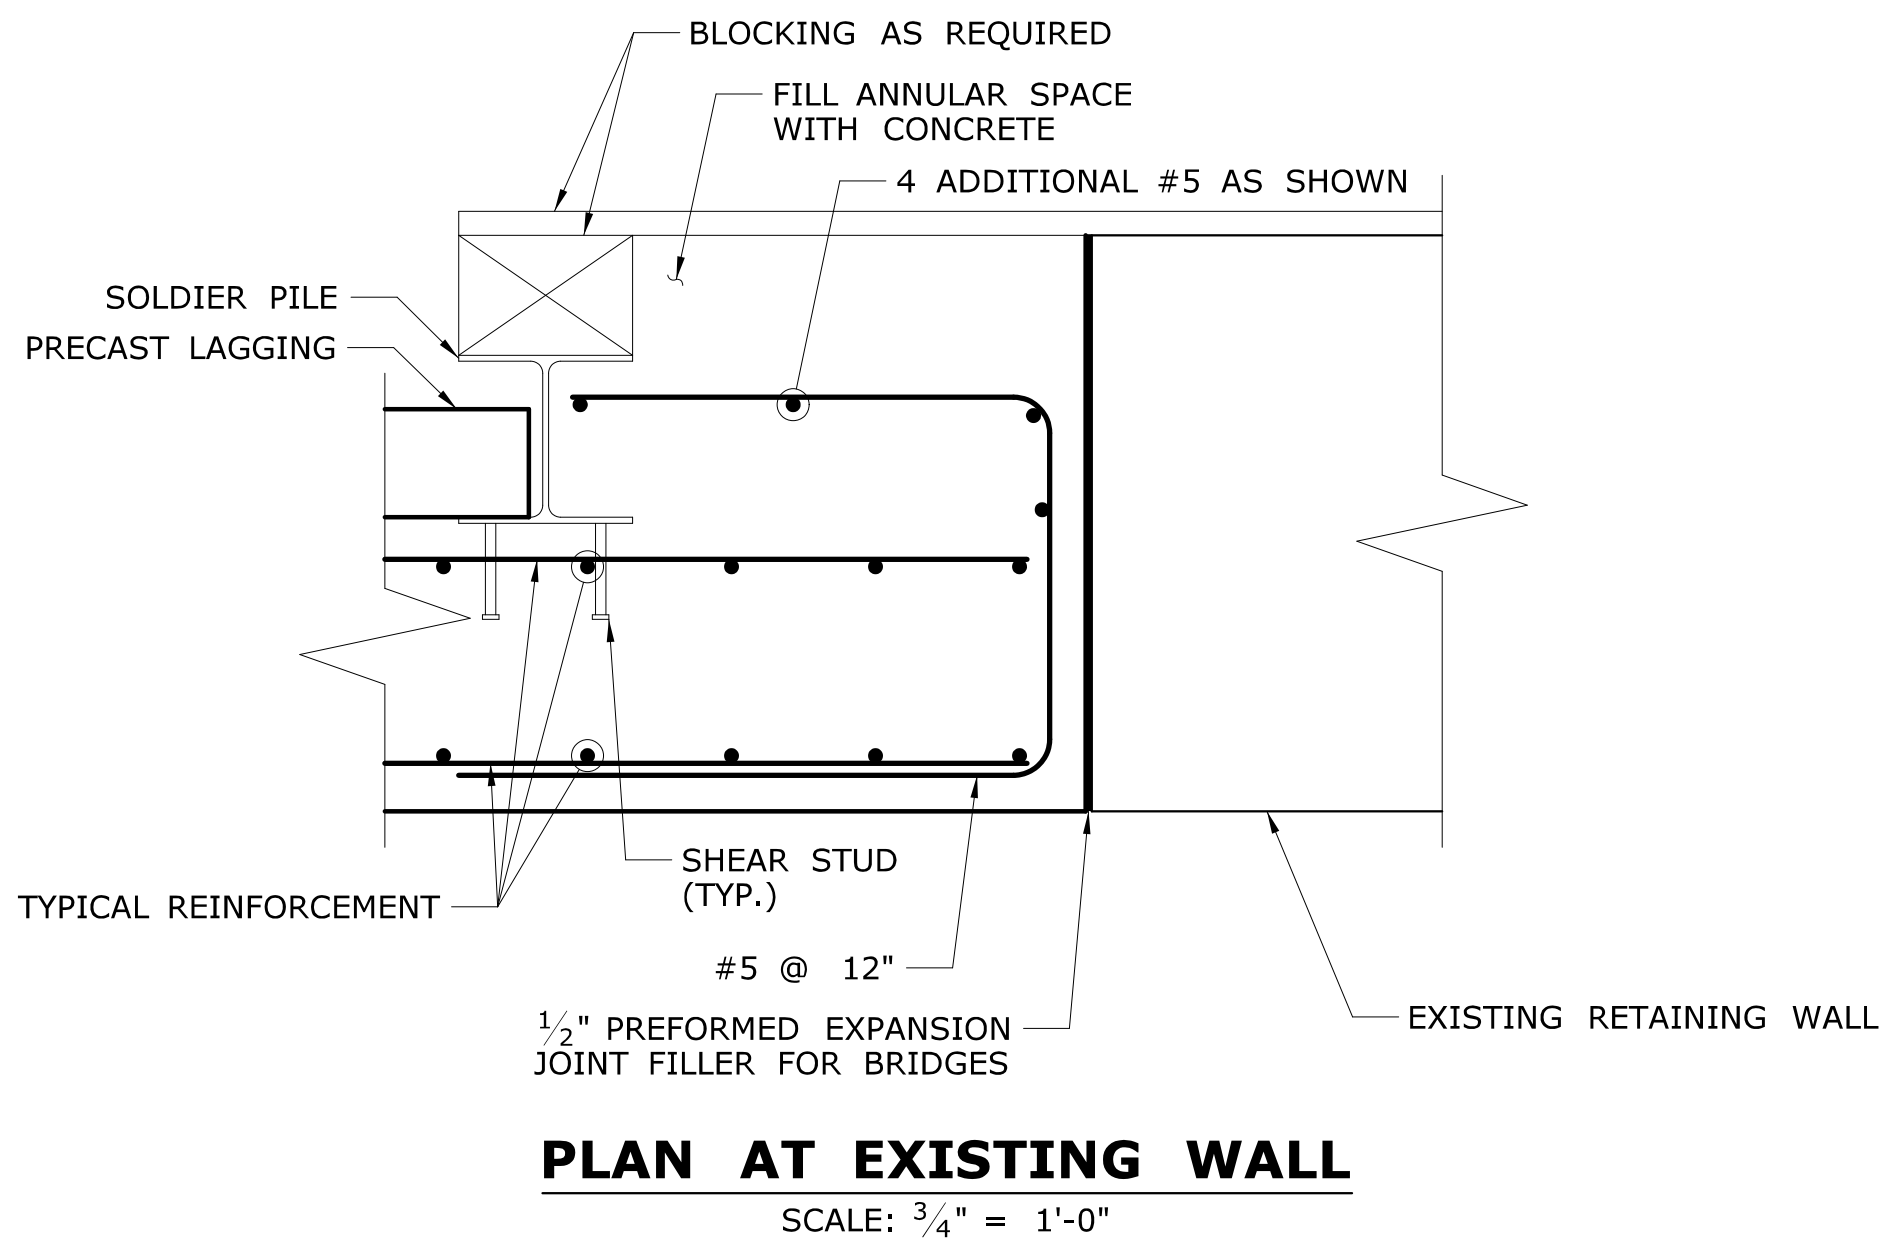 BLOCKING AS REQUIRED
FILL ANNULAR SPACE
WITH CONCRETE
4 ADDITIONAL #5 AS SHOWN
SOLDIER PILE
PRECAST LAGGING
SHEAR STUD
(TYP.)
TYPICAL REINFORCEMENT
#5 @ 12"
1/2" PREFORMED EXPANSION
JOINT FILLER FOR BRIDGES
EXISTING RETAINING WALL
PLAN AT EXISTING WALL
SCALE: 3/4" = 1'-0"